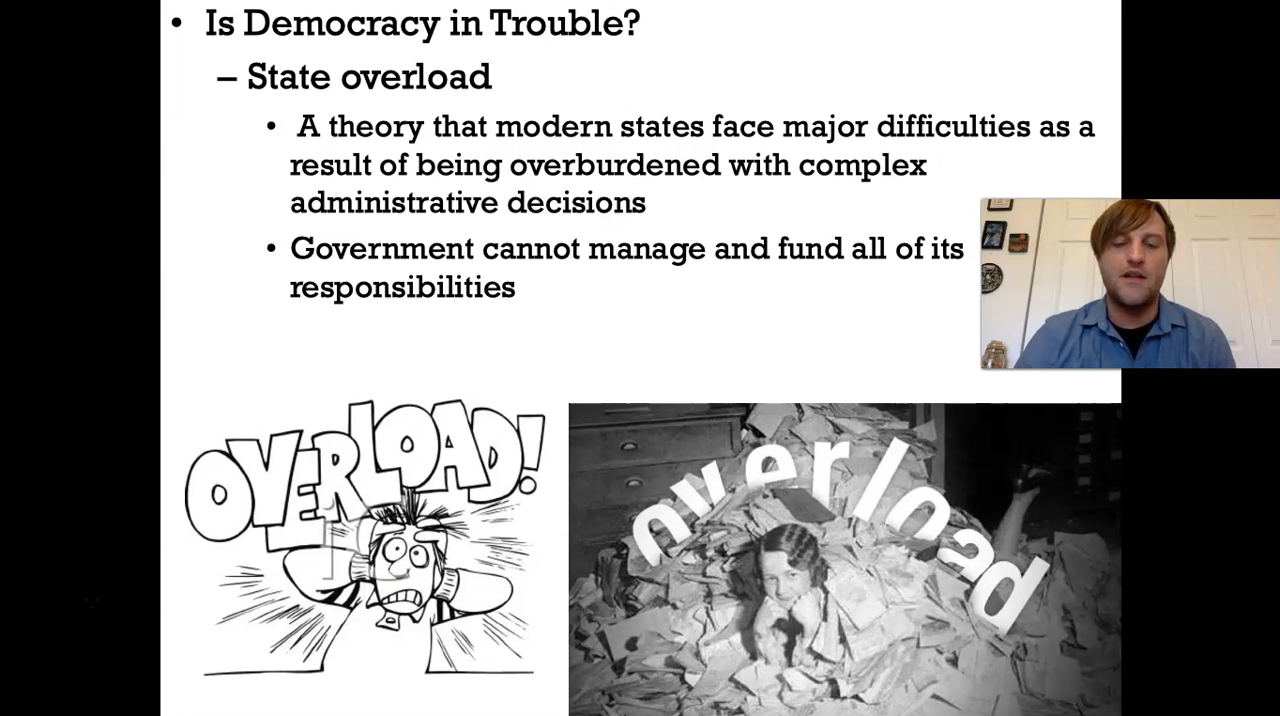 • Is Democracy in Trouble?
– State overload
• A theory that modern states face major difficulties as a
result of being overburdened with complex
administrative decisions
• Government cannot manage and fund all of its
responsibilities
OVERLOAD!
overload